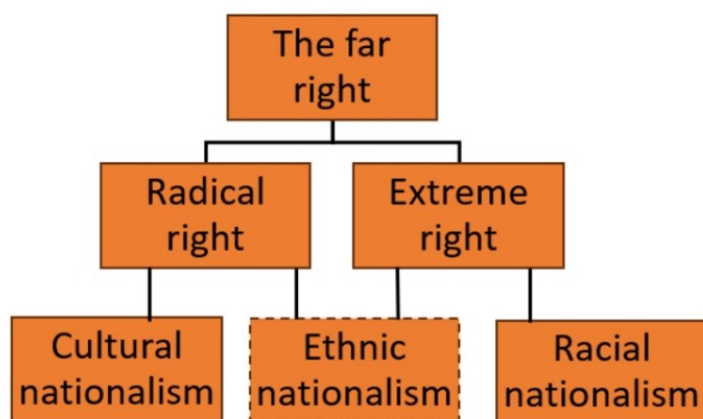 The far
right
Radical
right
Extreme
right
Cultural
nationalism
Ethnic
nationalism
Racial
nationalism